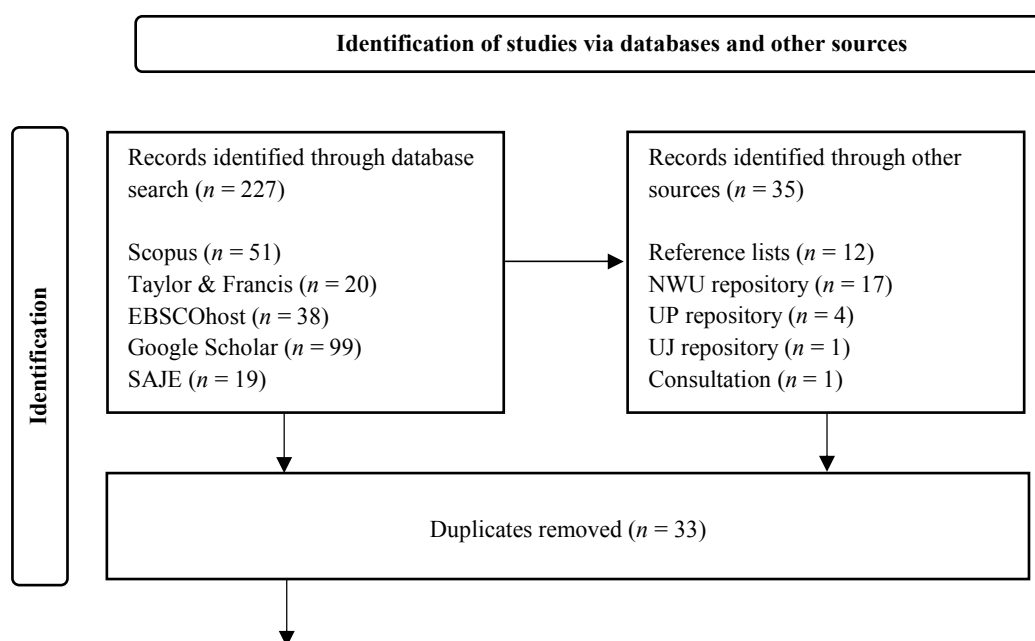 Identification of studies via databases and other sources
Identification
Records identified through database
search (n = 227)
Scopus (n = 51)
Taylor & Francis (n = 20)
EBSCOhost (n = 38)
Google Scholar (n = 99)
SAJE (n = 19)
Records identified through other
sources (n = 35)
Reference lists (n = 12)
NWU repository (n = 17)
UP repository (n = 4)
UJ repository (n = 1)
Consultation (n = 1)
Duplicates removed (n = 33)